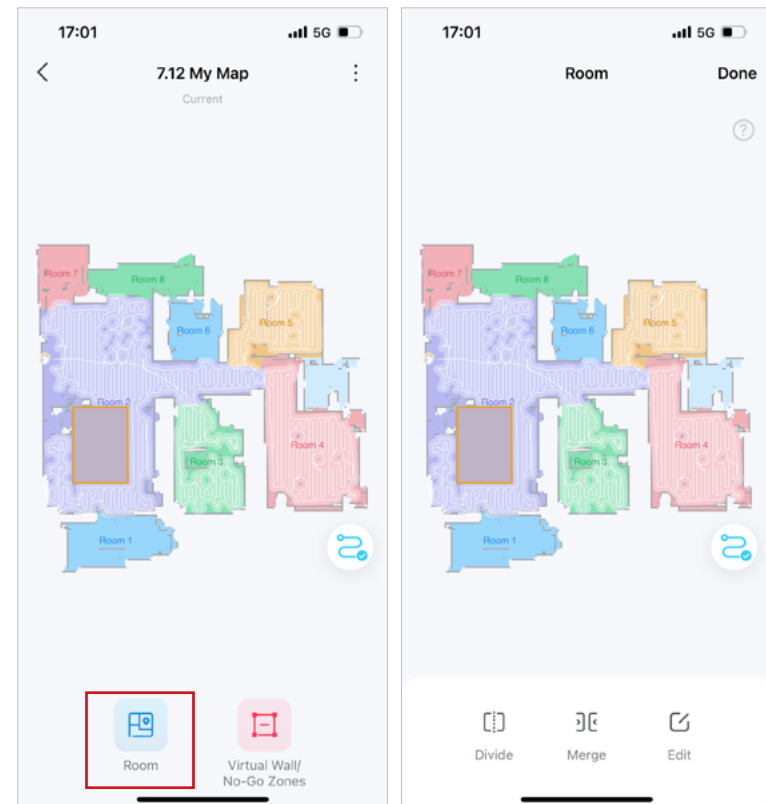 17:01
5G
7.12 My Map
Current
Room 7
Room 8
Room 6
Room 5
Room 2
Room 4
Room 3
Room 1
Room
Virtual Wall/
No-Go Zones
17:01
5G
Room
Done
?
Room 7
Room 8
Room 6
Room 5
Room 2
Room 4
Room 3
Room 1
Divide
Merge
Edit